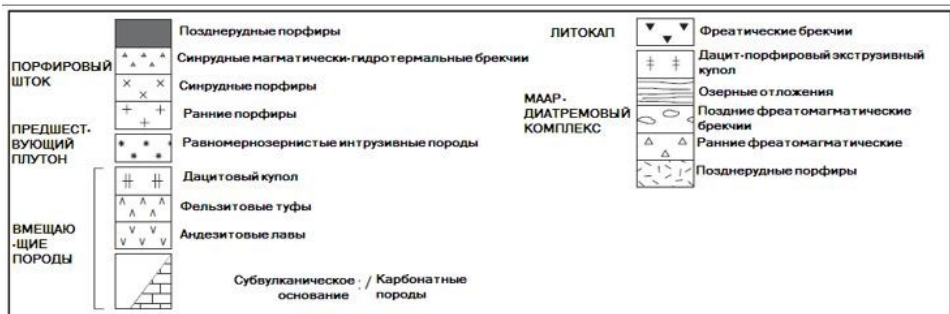 ПОРФИРОВЫЙ
ШТОК
Позднерудные порфиры
Синрудные магматически-гидротермальные брекчии
Синрудные порфиры
Ранние порфиры
ПРЕДШЕСТ-
ВУЮЩИЙ
ПЛУТОН
Равномернозернистые интрузивные породы
ВМЕЩАЮ
-ЩИЕ
ПОРОДЫ
Дацитовый купол
Фельзитовые туфы
Андезитовые лавы
Субвулканическое : / Карбонатные
основание породы
ЛИТОКАП
Фреатические брекчии
МААР-
ДИАТРЕМОВЫЙ
КОМПЛЕКС
Дацит-порфировый экструзивный
купол
Озерные отложения
Поздние фреатомагматические
брекчии
Ранние фреатомагматические
Позднерудные порфиры